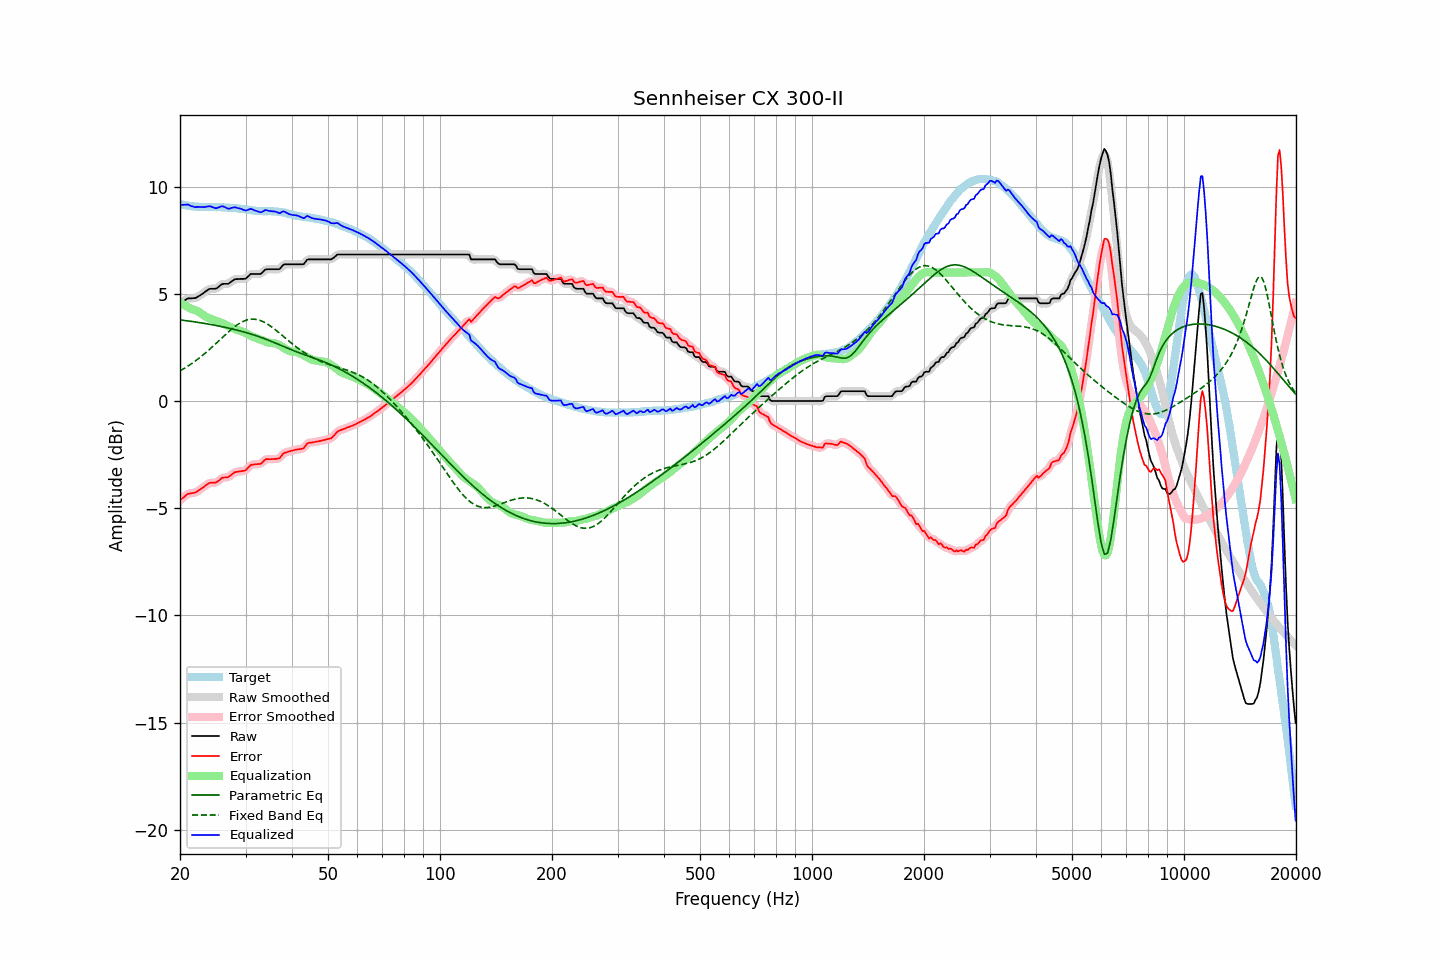 Sennheiser CX 300-II
Amplitude (dBr)
10
5
0
−5
−10
−15
−20
Target
Raw Smoothed
Error Smoothed
Raw
Error
Equalization
Parametric Eq
Fixed Band Eq
Equalized
20 50 100 200 500 1000 2000 5000 10000 20000
Frequency (Hz)